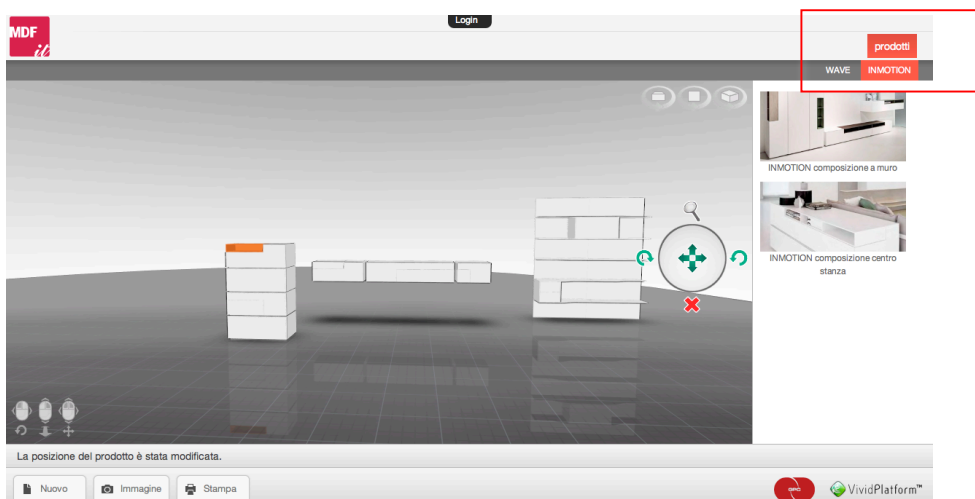 Login
MDF
it
prodotti
WAVE INMOTION
INMOTION composizione a muro
INMOTION composizione centro
stanza
La posizione del prodotto è stata modificata.
Nuovo Immagine Stampa
VividPlatform™